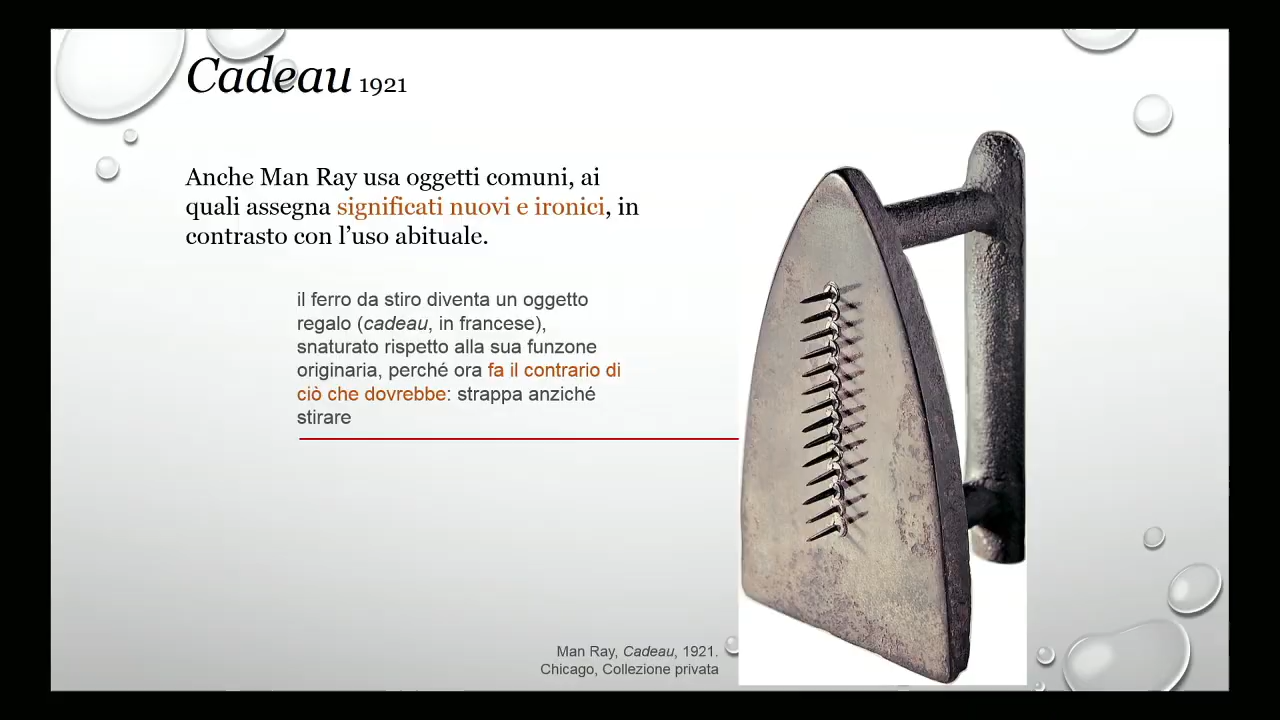 Cadeau 1921
Anche Man Ray usa oggetti comuni, ai
quali assegna significati nuovi e ironici, in
contrasto con l’uso abituale.
il ferro da stiro diventa un oggetto
regalo (cadeau, in francese),
snaturato rispetto alla sua funzone
originaria, perché ora fa il contrario di
ciò che dovrebbe: strappa anziché
stirare
Man Ray, Cadeau, 1921.
Chicago, Collezione privata